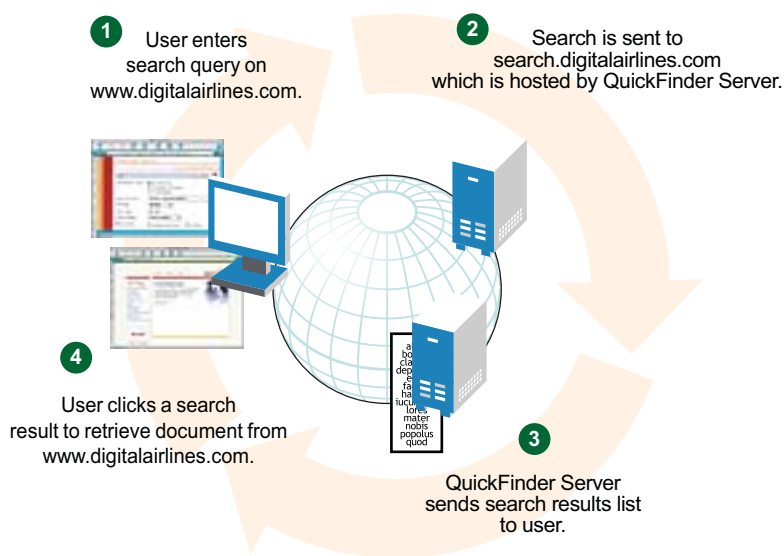 1
User enters
search query on
www.digitalairlines.com.
2
Search is sent to
search.digitalairlines.com
which is hosted by QuickFinder Server.
4
User clicks a search
result to retrieve document from
www.digitalairlines.com.
lores
mater
nobis
popolus
quod
3
QuickFinder Server
sends search results list
to user.